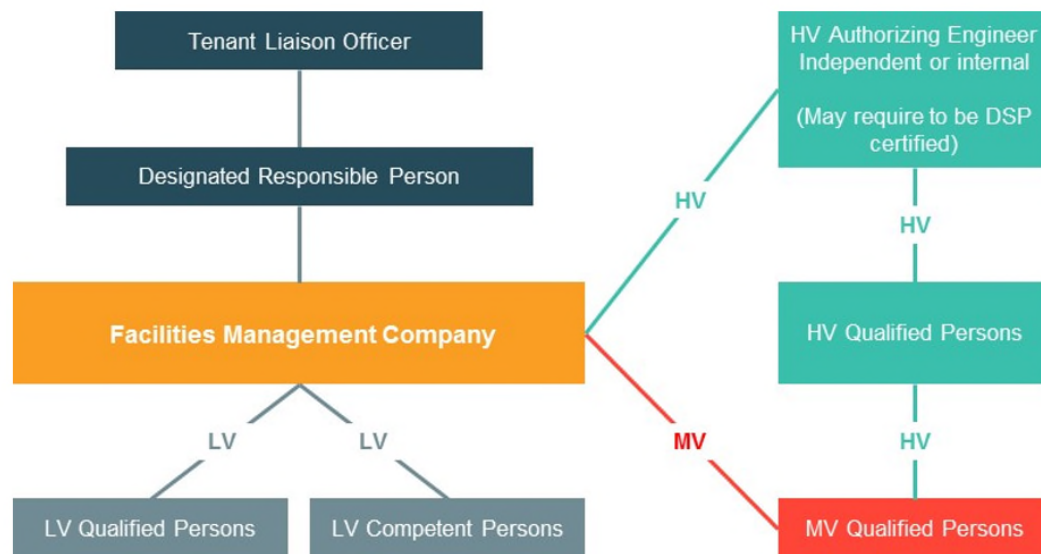 Tenant Liaison Officer
Designated Responsible Person
Facilities Management Company
LV
LV
LV Qualified Persons
LV Competent Persons
HV
MV
HV Authorizing Engineer
Independent or internal
(May require to be DSP
certified)
HV
HV Qualified Persons
HV
MV Qualified Persons